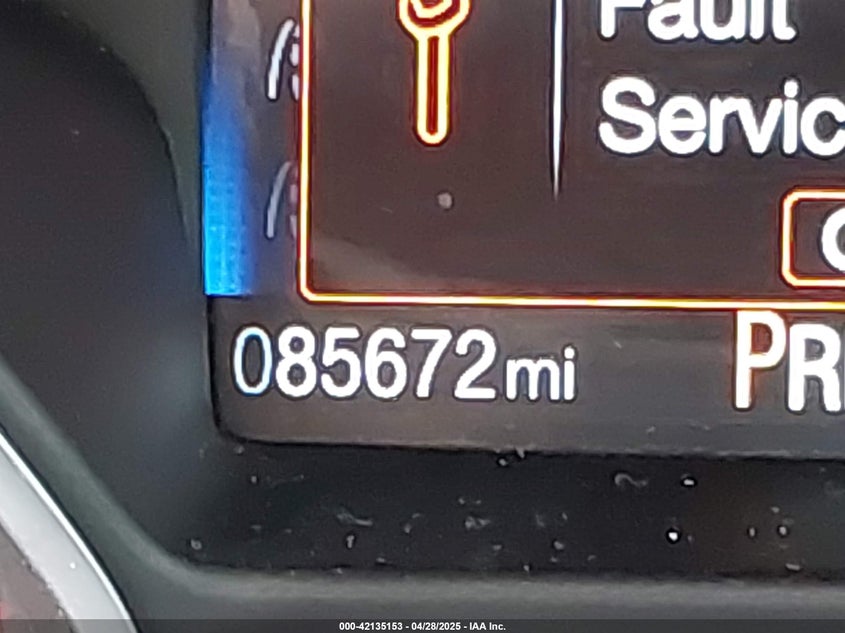 Fault
Servic
085672mi PR
000-42135153 - 04/28/2025 - IAA Inc.